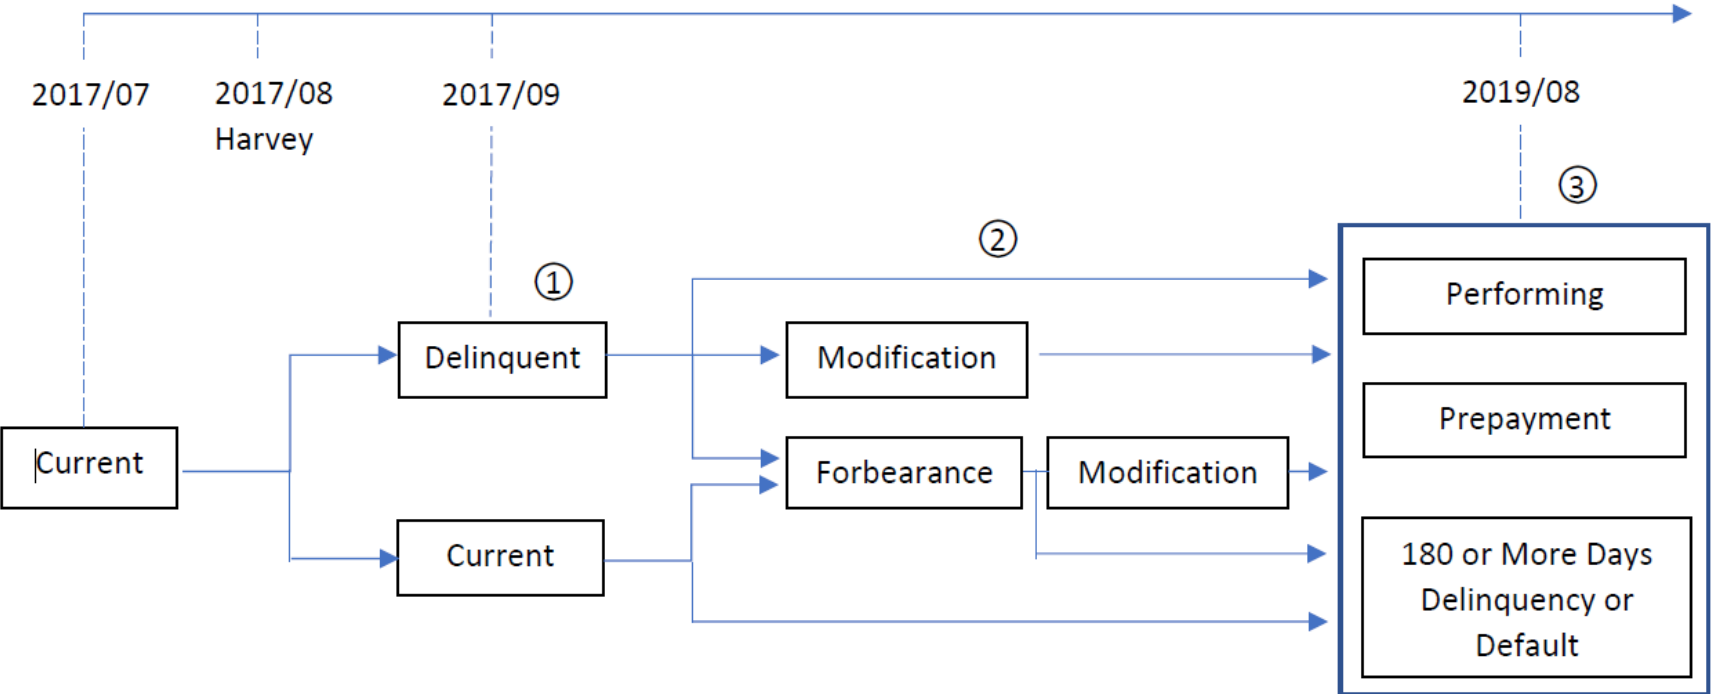 2017/07
2017/08
Harvey
2017/09
2019/08
③
②
①
Performing
Delinquent
Modification
Prepayment
Current
Forbearance
Modification
Current
180 or More Days
Delinquency or
Default